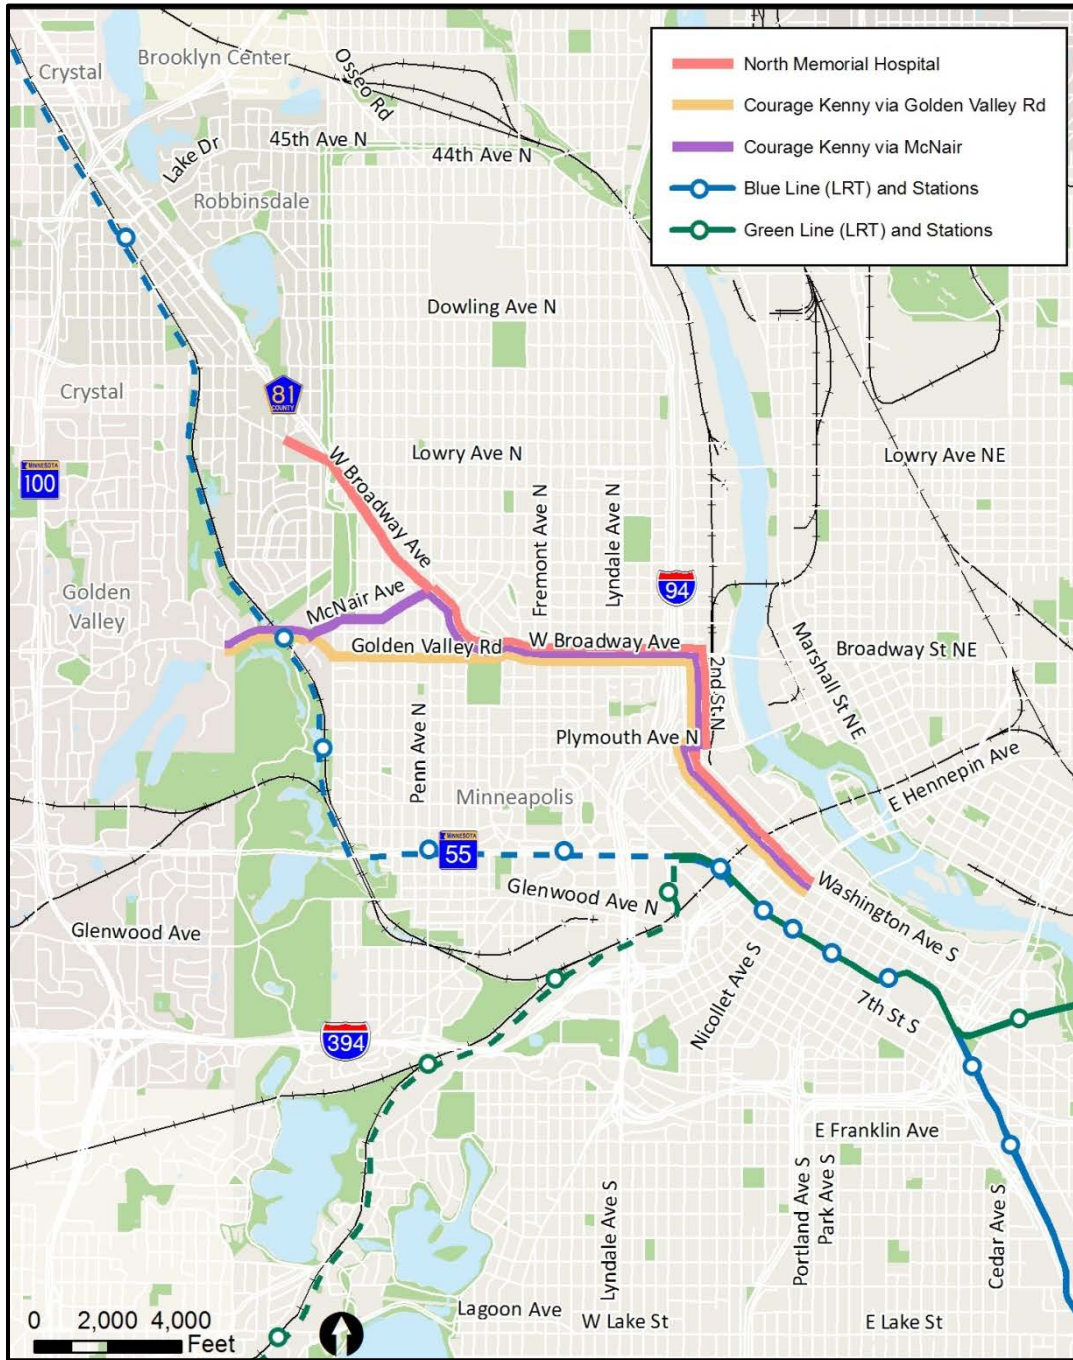 Crystal
Brooklyn Center
Osseo Rd
North Memorial Hospital
Courage Kenny via Golden Valley Rd
Courage Kenny via McNair
Blue Line (LRT) and Stations
Green Line (LRT) and Stations
45th Ave N
44th Ave N
Lake Dr
Robbinsdale
Dowling Ave N
Crystal
81
COUNTY
MINNESOTA
100
W Broadway Ave
Lowry Ave N
Lowry Ave NE
Fremont Ave N
Lyndale Ave N
94
Golden
Valley
McNair Ave
Golden Valley Rd
W Broadway Ave
2nd St N
Marshall St NE
Broadway St NE
Penn Ave N
Plymouth Ave N
E Hennepin Ave
Minneapolis
MINNESOTA
55
Glenwood Ave N
Washington Ave S
Glenwood Ave
Nicollet Ave S
7th St S
394
E Franklin Ave
Lyndale Ave S
Portland Ave S
Park Ave S
Cedar Ave S
Lagoon Ave
W Lake St
E Lake St
0 2,000 4,000
Feet